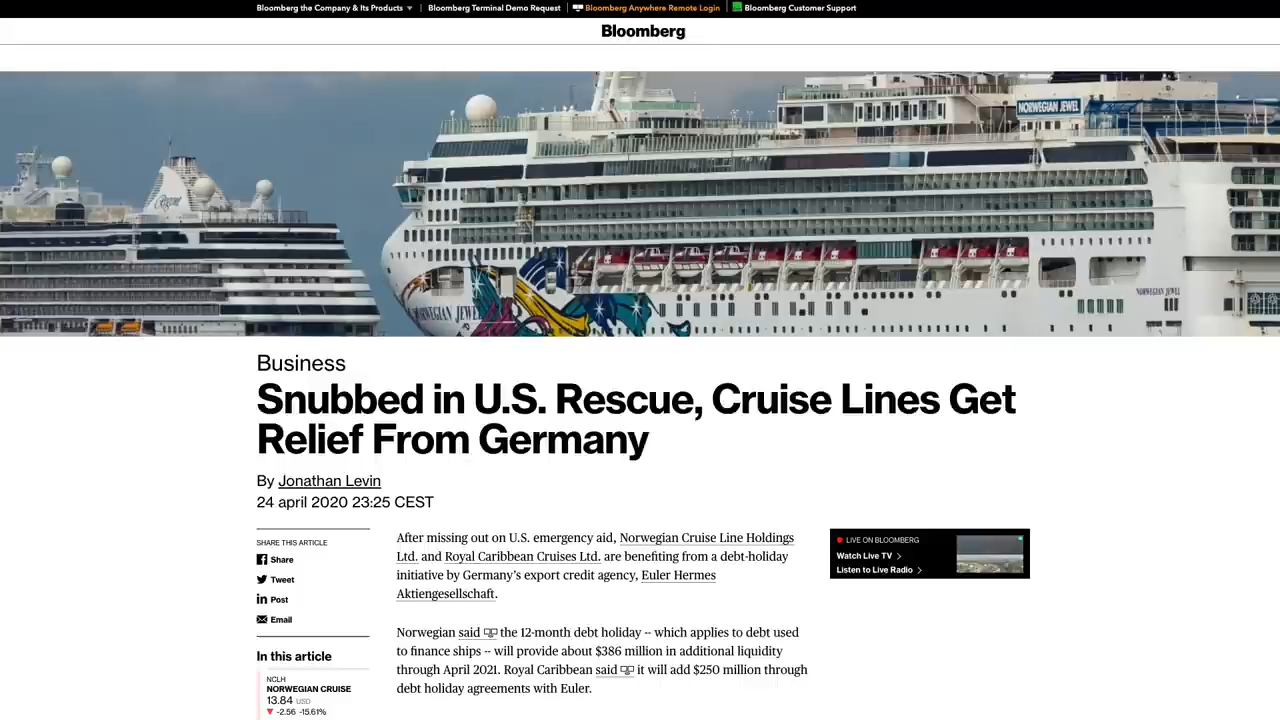 Bloomberg the Company & Its Products
Bloomberg Terminal Demo Request
Bloomberg Anywhere Remote Login
Bloomberg Customer Support
Bloomberg
NORWEGIAN JEWEL
Regent
NORWEGIAN JEWEL
NORWEGIAN JEWEL
Business
Snubbed in U.S. Rescue, Cruise Lines Get
Relief From Germany
By Jonathan Levin
24 april 2020 23:25 CEST
SHARE THIS ARTICLE
Share
Tweet
Post
Email
In this article
NCLH
NORWEGIAN CRUISE
13.84 USD
▼ -2.56 -15.61%
After missing out on U.S. emergency aid, Norwegian Cruise Line Holdings
Ltd. and Royal Caribbean Cruises Ltd. are benefiting from a debt-holiday
initiative by Germany's export credit agency, Euler Hermes
Aktiengesellschaft.
Norwegian said the 12-month debt holiday -- which applies to debt used
to finance ships -- will provide about $386 million in additional liquidity
through April 2021. Royal Caribbean said it will add $250 million through
debt holiday agreements with Euler.
LIVE ON BLOOMBERG
Watch Live TV
Listen to Live Radio